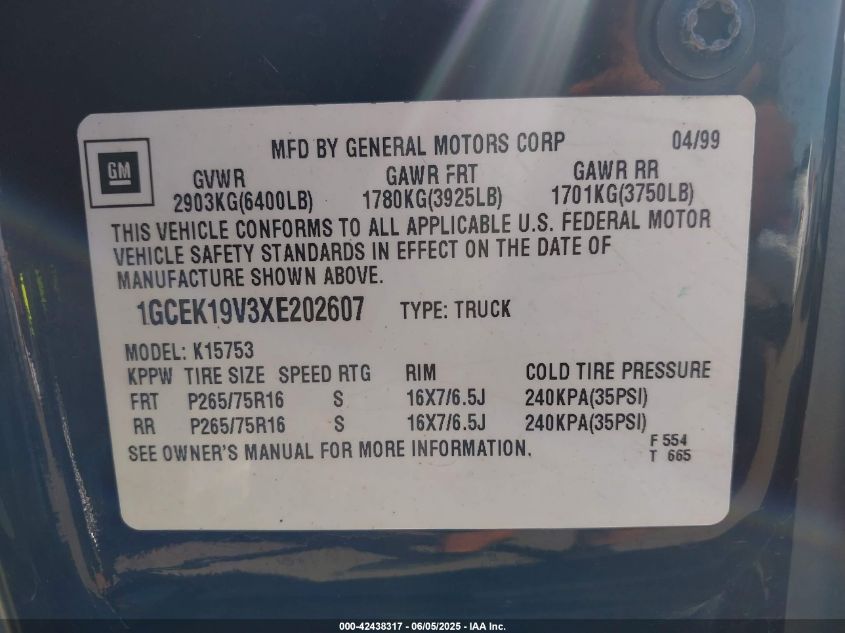 MFD BY GENERAL MOTORS CORP 04/99
GM
GVWR GAWR FRT GAWR RR
2903KG(6400LB) 1780KG(3925LB) 1701KG(3750LB)
THIS VEHICLE CONFORMS TO ALL APPLICABLE U.S. FEDERAL MOTOR
VEHICLE SAFETY STANDARDS IN EFFECT ON THE DATE OF
MANUFACTURE SHOWN ABOVE.
1GCEK19V3XE202607 TYPE: TRUCK
MODEL: K15753
KPPW TIRE SIZE SPEED RTG RIM COLD TIRE PRESSURE
FRT P265/75R16 S 16X7/6.5J 240KPA(35PSI)
RR P265/75R16 S 16X7/6.5J 240KPA(35PSI)
SEE OWNER'S MANUAL FOR MORE INFORMATION.
F 554
T 665
000-42438317 - 06/05/2025 - IAA Inc.